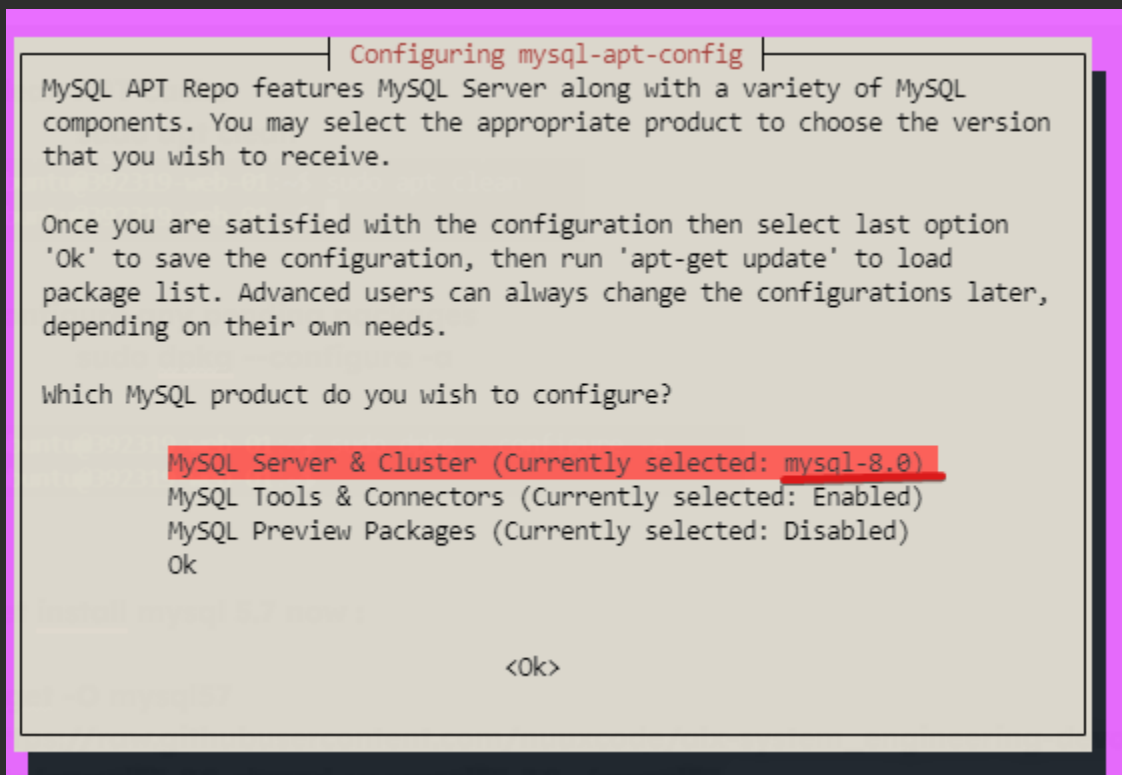 Configuring mysql-apt-config
MySQL APT Repo features MySQL Server along with a variety of MySQL
components. You may select the appropriate product to choose the version
that you wish to receive.
Once you are satisfied with the configuration then select last option
'Ok' to save the configuration, then run 'apt-get update' to load
package list. Advanced users can always change the configurations later,
depending on their own needs.
Which MySQL product do you wish to configure?
MySQL Server & Cluster (Currently selected: mysql-8.0)
MySQL Tools & Connectors (Currently selected: Enabled)
MySQL Preview Packages (Currently selected: Disabled)
Ok
<Ok>